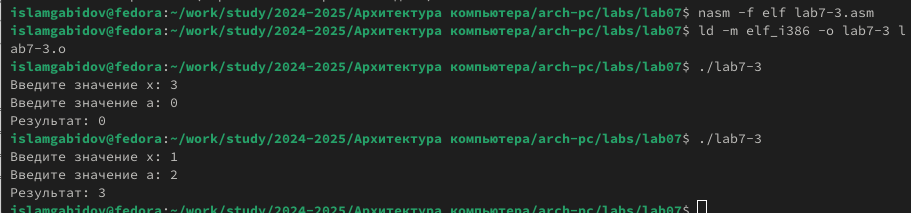 islamgabidov@fedora:~/work/study/2024-2025/Архитектура компьютера/arch-pc/labs/lab07$ nasm -f elf lab7-3.asm
islamgabidov@fedora:~/work/study/2024-2025/Архитектура компьютера/arch-pc/labs/lab07$ ld -m elf_i386 -o lab7-3 l
ab7-3.o
islamgabidov@fedora:~/work/study/2024-2025/Архитектура компьютера/arch-pc/labs/lab07$ ./lab7-3
Введите значение x: 3
Введите значение a: 0
Результат: 0
islamgabidov@fedora:~/work/study/2024-2025/Архитектура компьютера/arch-pc/labs/lab07$ ./lab7-3
Введите значение x: 1
Введите значение a: 2
Результат: 3
islamgabidov@fedora:~/work/study/2024-2025/Архитектура компьютера/arch-pc/labs/lab07$